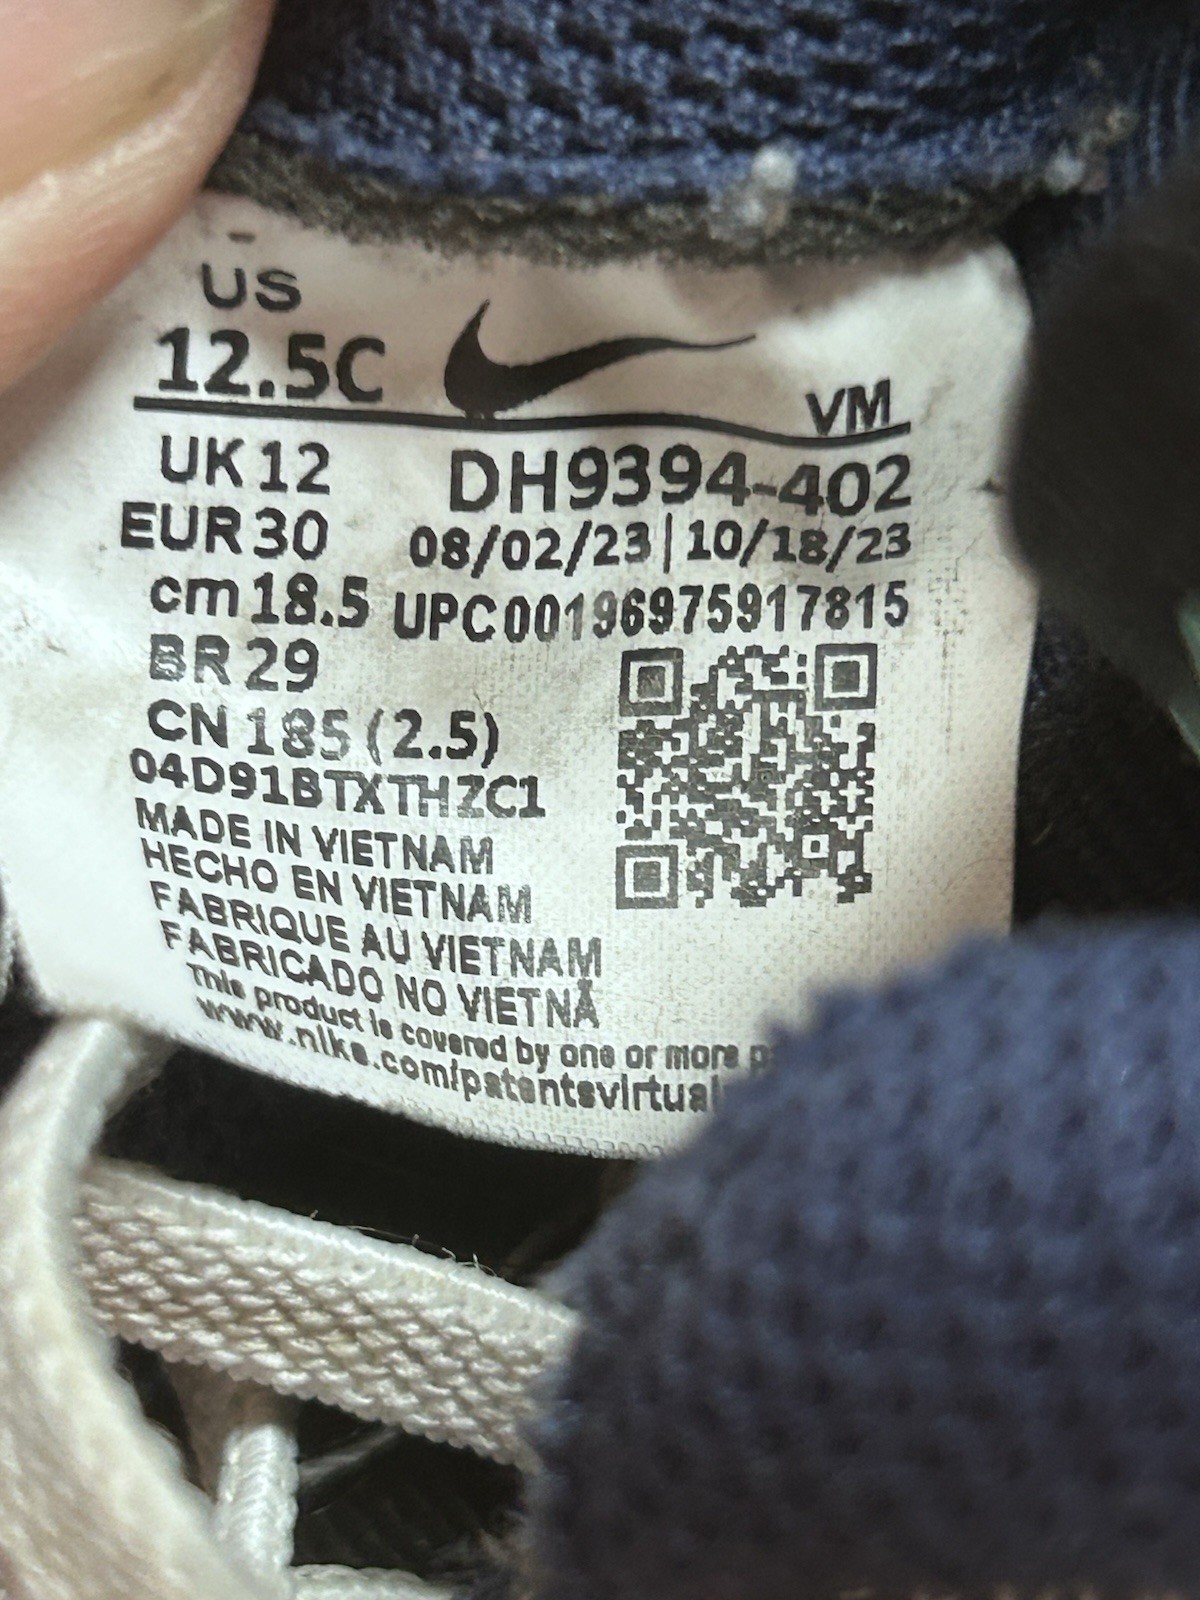 US
12.5C
VM
UK 12
DH9394-402
EUR 30
08/02/23|10/18/23
cm 18.5
UPC00196975917815
BR 29
CN 185 (2.5)
04D91BTXTHZC1
MADE IN VIETNAM
HECHO EN VIETNAM
FABRIQUE AU VIETNAM
FABRICADO NO VIETNÃ
This product is covered by one or more
www.nike.com/patentsvirtual